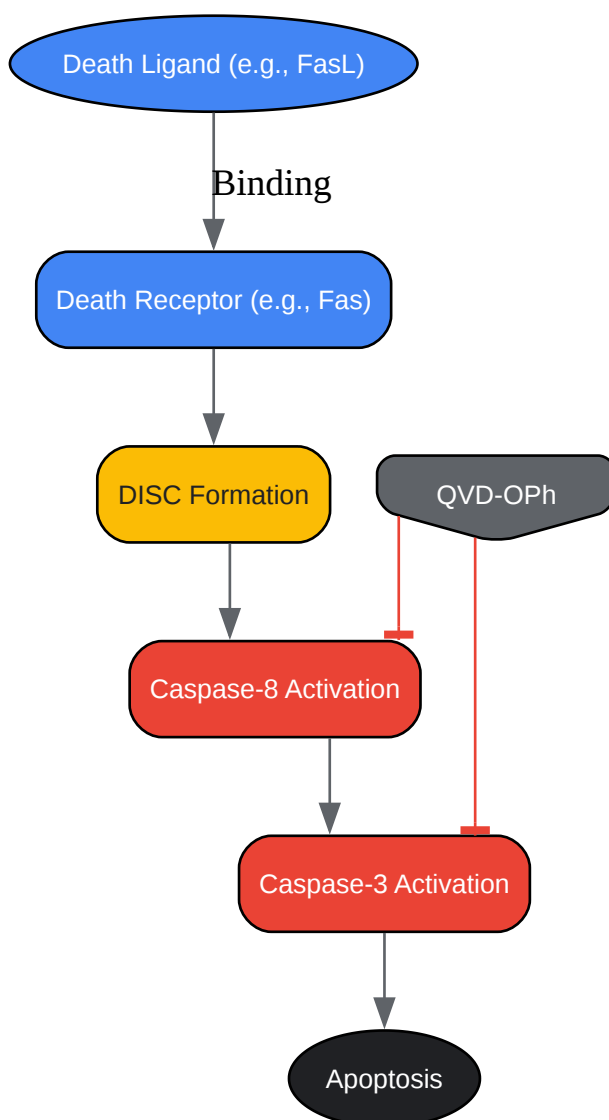 Death Ligand (e.g., FasL)
Binding
Death Receptor (e.g., Fas)
DISC Formation
QVD-OPh
Caspase-8 Activation
Caspase-3 Activation
Apoptosis